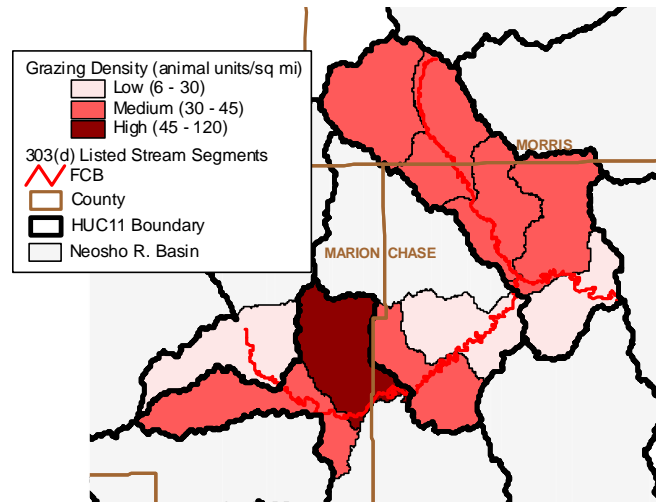 Grazing Density (animal units/sq mi)
Low (6 - 30)
Medium (30 - 45)
High (45 - 120)
303(d) Listed Stream Segments
FCB
County
HUC11 Boundary
Neosho R. Basin
MORRIS
MARION CHASE